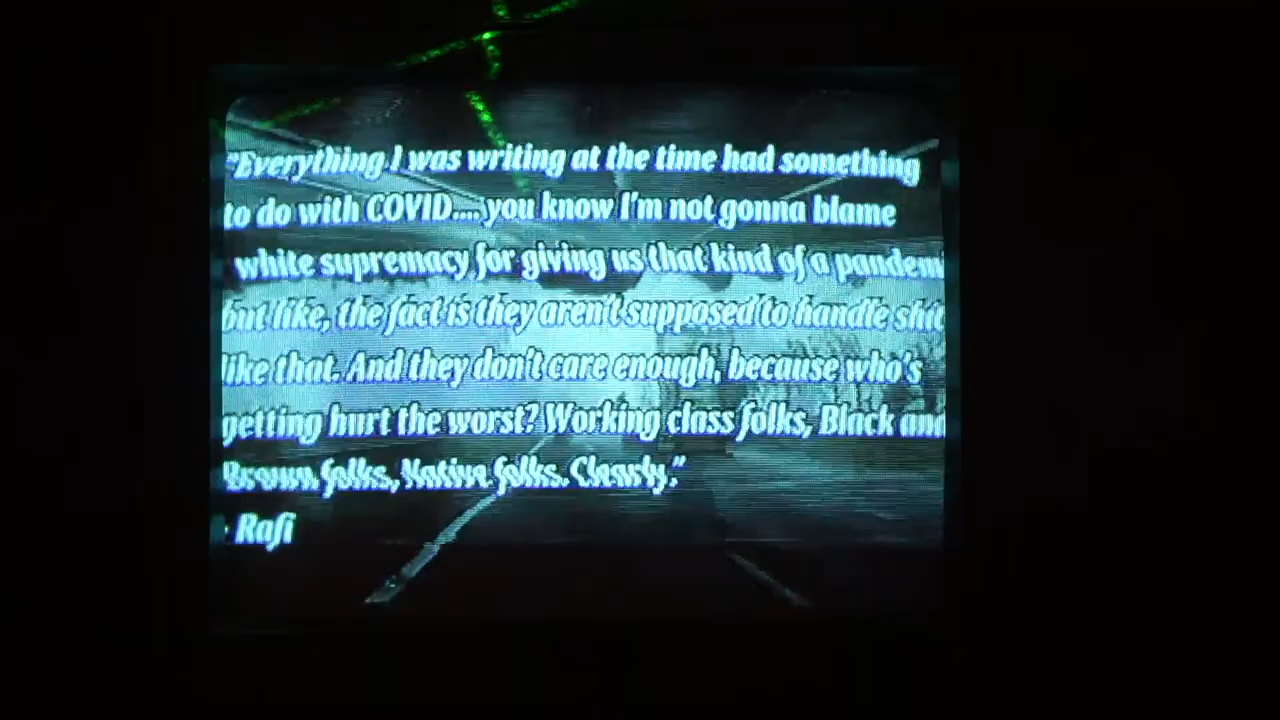 "Everything I was writing at the time had something
to do with COVID....you know I'm not gonna blame
white supremacy for giving us that kind of a pandemi
but like, the fact is they aren't supposed to handle shit
like that. And they don't care enough, because who's
getting hurt the worst? Working class folks, Black and
Brown folks, Native folks. Clearly."
- Rafi